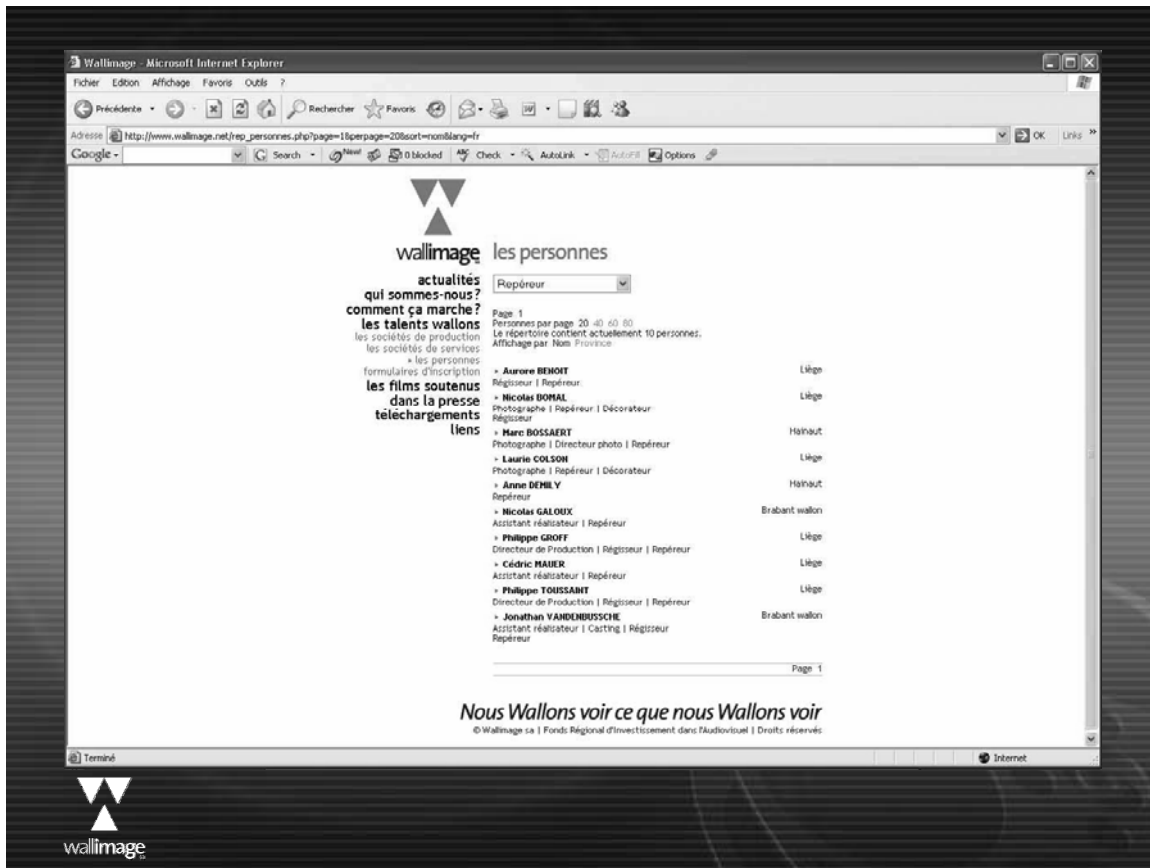 Wallimage - Microsoft Internet Explorer
Fichier Edition Affichage Favoris Outils ?
Précédente Rechercher Favoris
Adresse http://www.wallimage.net/rep_personnes.php?page=1&perpage=20&sort=nom&lang=fr OK Links »
Google Search New! 0 blocked Check AutoLink AutoFill Options
wallimage
les personnes
actualités
qui sommes-nous?
comment ça marche?
les talents wallons
les sociétés de production
les sociétés de services
les personnes
formulaires d'inscription
les films soutenus
dans la presse
téléchargements
liens
Repéreur
Page 1
Personnes par page 20 40 60 80
Le répertoire contient actuellement 10 personnes.
Affichage par Nom Province
Aurore BENOIT Liège
Régisseur | Repéreur
Nicolas BOMAL Liège
Photographe | Repéreur | Décorateur
Régisseur
Marc BOSSAERT Hainaut
Photographe | Directeur photo | Repéreur
Laurie COLSON Liège
Photographe | Repéreur | Décorateur
Anne DEMILY Hainaut
Repéreur
Nicolas GALOUX Brabant wallon
Assistant réalisateur | Repéreur
Philippe GROFF Liège
Directeur de Production | Régisseur | Repéreur
Cédric MAUER Liège
Assistant réalisateur | Repéreur
Philippe TOUSSAINT Liège
Directeur de Production | Régisseur | Repéreur
Jonathan VANDENBUSSCHE Brabant wallon
Assistant réalisateur | Casting | Régisseur
Repéreur
Page 1
Nous Wallons voir ce que nous Wallons voir
© Wallimage sa | Fonds Régional d'Investissement dans l'Audiovisuel | Droits réservés
Terminé Internet
wallimage